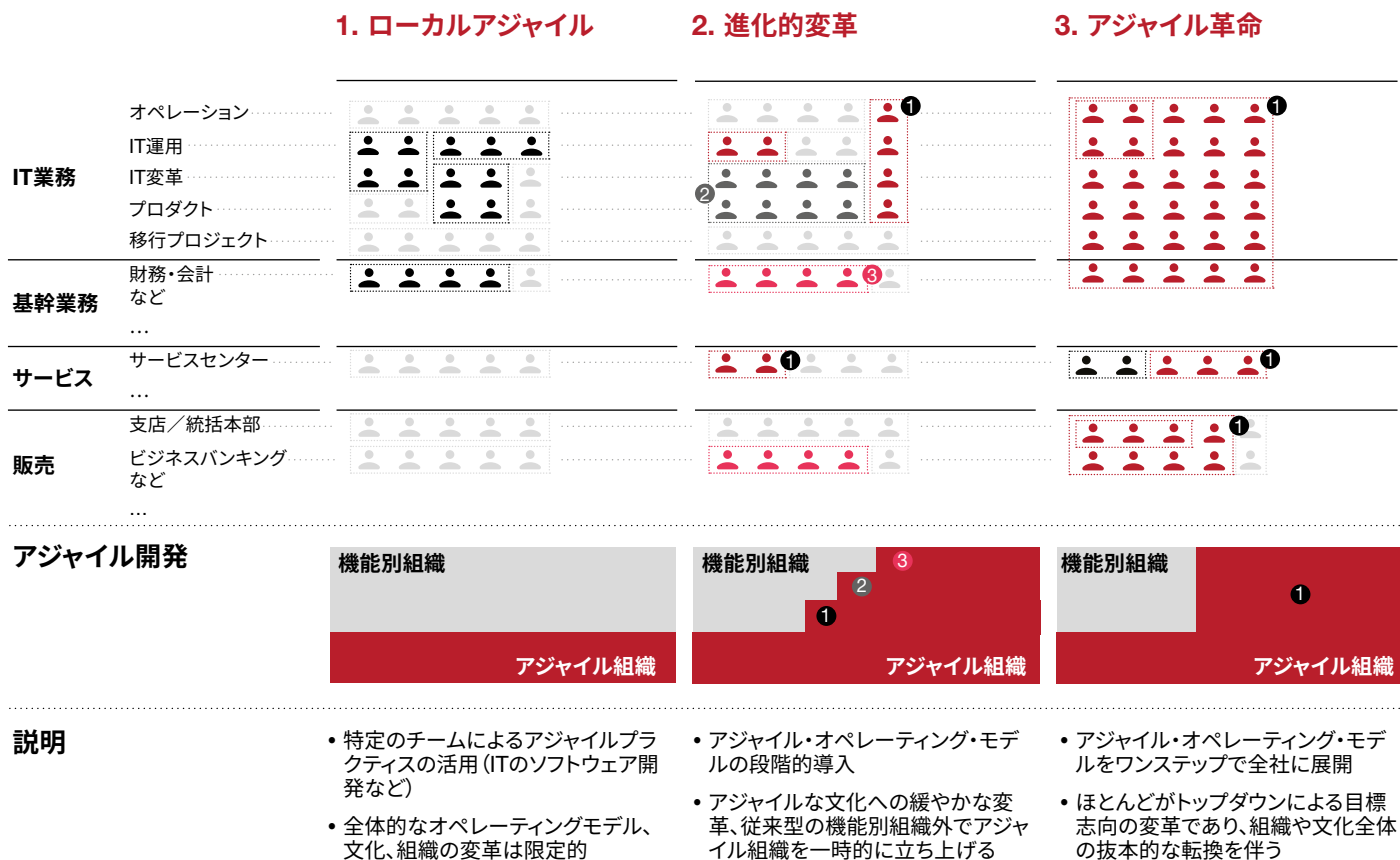 1. ローカルアジャイル
2. 進化的変革
3. アジャイル革命
IT業務
オペレーション
IT運用
IT変革
プロダクト
移行プロジェクト
1
2
1
基幹業務
財務・会計
など
…
3
サービス
サービスセンター
…
1
1
販売
支店／統括本部
ビジネスバンキング
など
…
1
アジャイル開発
機能別組織
アジャイル組織
機能別組織
3
2
1
アジャイル組織
機能別組織
1
アジャイル組織
説明
• 特定のチームによるアジャイルプラ
クティスの活用（ITのソフトウェア開
発など）
• 全体的なオペレーティングモデル、
文化、組織の変革は限定的
• アジャイル・オペレーティング・モデ
ルの段階的導入
• アジャイルな文化への緩やかな変
革、従来型の機能別組織外でアジャ
イル組織を一時的に立ち上げる
• アジャイル・オペレーティング・モデ
ルをワンステップで全社に展開
• ほとんどがトップダウンによる目標
志向の変革であり、組織や文化全体
の抜本的な転換を伴う